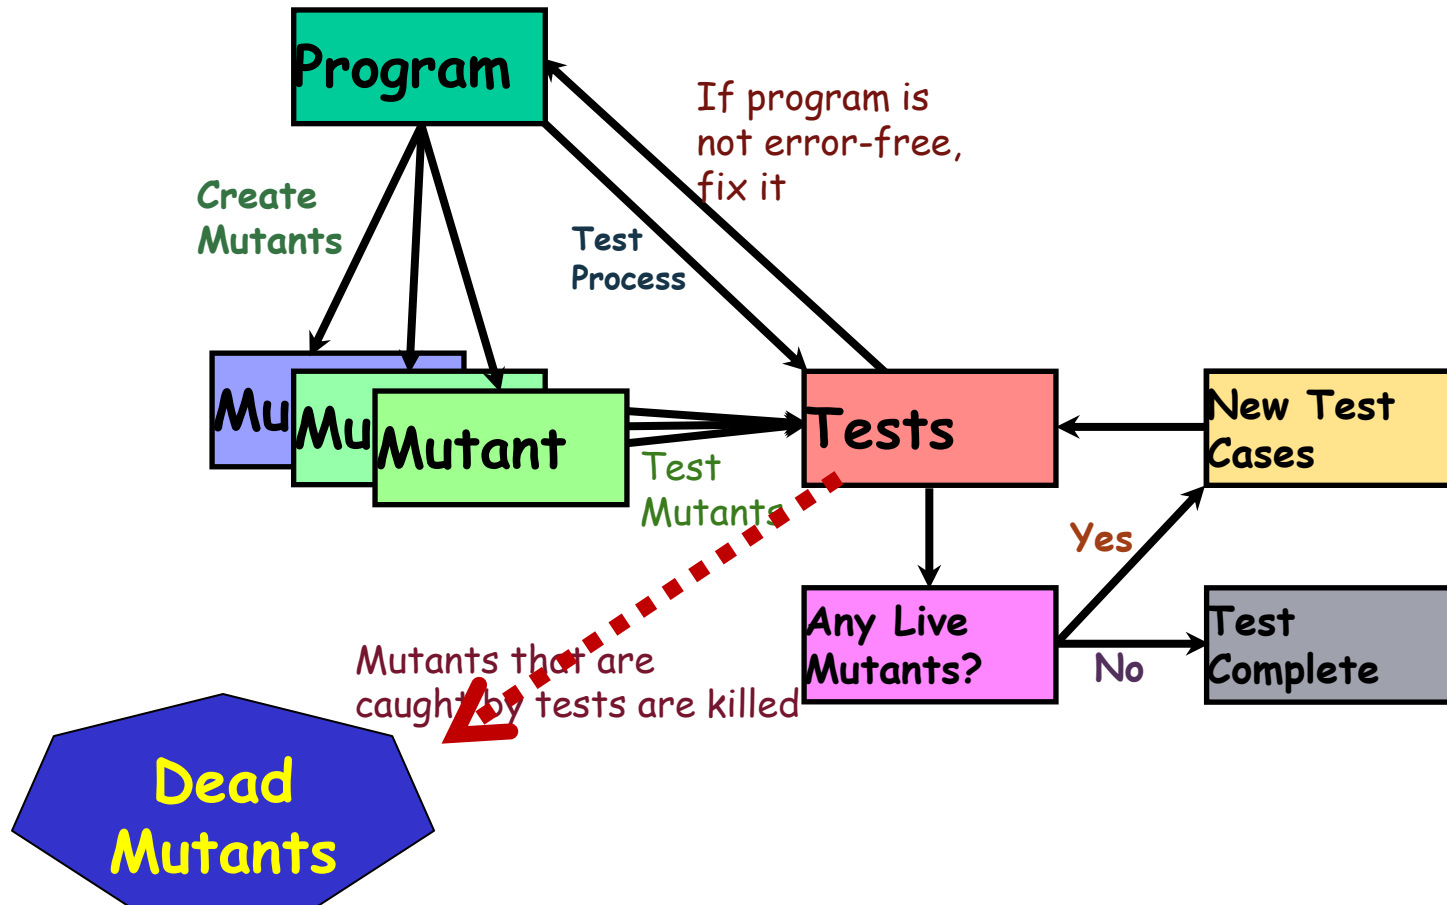 Program
If program is
not error-free,
fix it
Create
Mutants
Test
Process
Mu
Mu
Mutant
Tests
New Test
Cases
Test
Mutants
Yes
Any Live
Mutants?
No
Test
Complete
Mutants that are
caught by tests are killed
Dead
Mutants